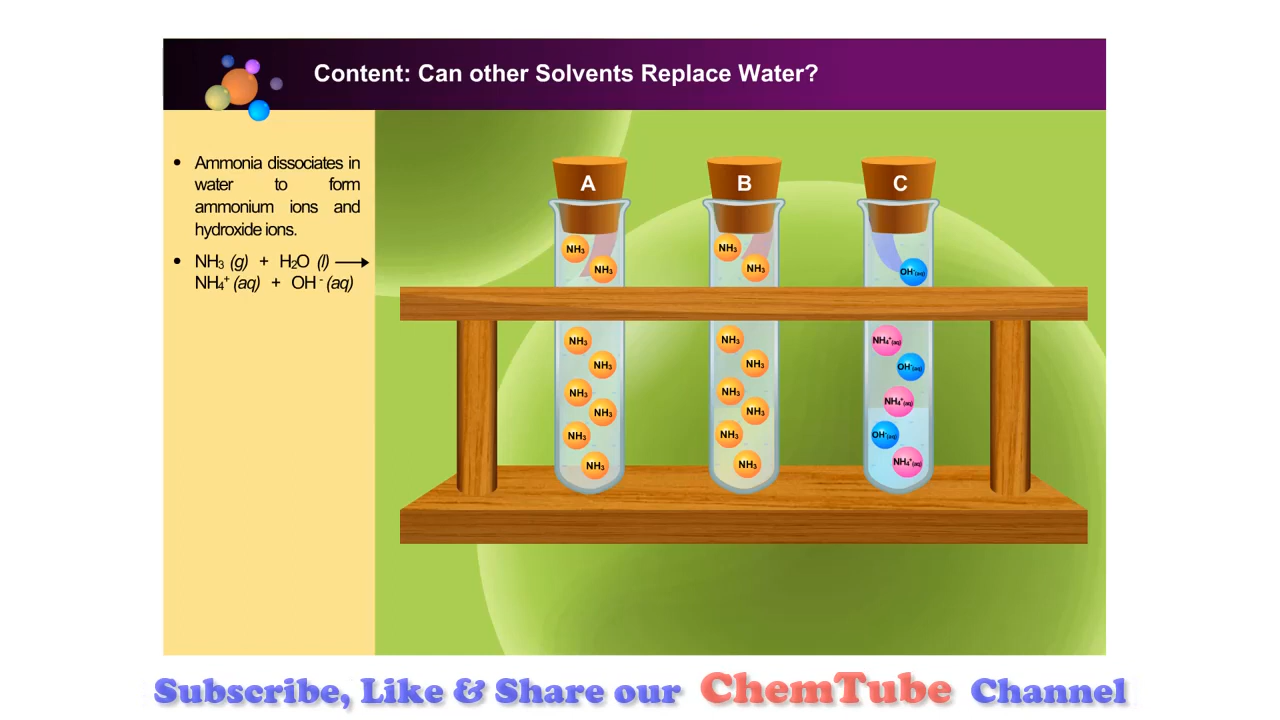 Content: Can other Solvents Replace Water?
• Ammonia dissociates in
water to form
ammonium ions and
hydroxide ions.
• NH₃ (g) + H₂O (l) ⟶
NH₄⁺ (aq) + OH⁻ (aq)
A B C
NH₃ NH₃
NH₃ NH₃ OH⁻(aq)
NH₃ NH₃ NH₄⁺(aq)
NH₃ NH₃ OH⁻(aq)
NH₃ NH₃ NH₄⁺(aq)
NH₃ NH₃
NH₃ NH₃ OH⁻(aq)
NH₃ NH₃ NH₄⁺(aq)
Subscribe, Like & Share our ChemTube Channel